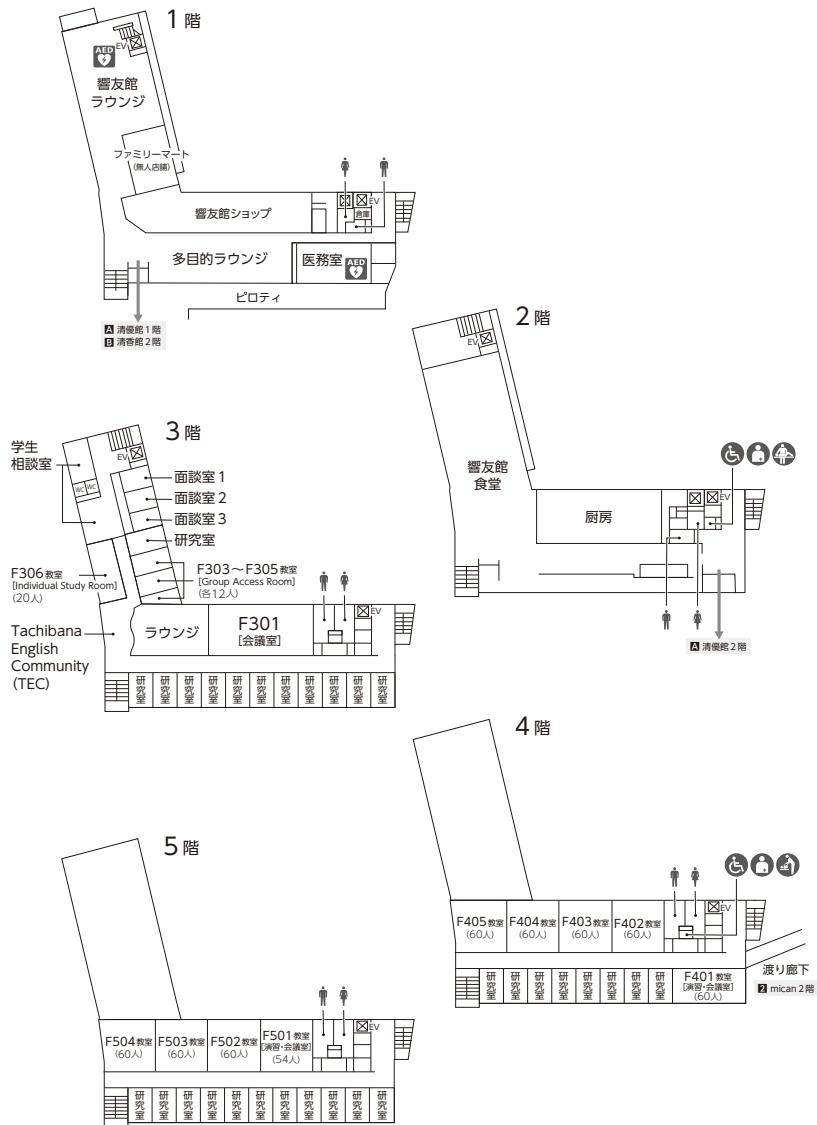 1階
AED
EV
響友館
ラウンジ
ファミリーマート
(無人店舗)
響友館ショップ
EV
倉庫
多目的ラウンジ
医務室
AED
ピロティ
A 清優館 1階
B 清香館 2階
2階
EV
響友館
食堂
厨房
EV
A 清優館 2階
3階
学生
相談室
EV
WC WC
面談室 1
面談室 2
面談室 3
研究室
F306教室
[Individual Study Room]
(20人)
F303〜F305教室
[Group Access Room]
(各12人)
Tachibana
English
Community
(TEC)
ラウンジ
F301
[会議室]
EV
研究室 研究室 研究室 研究室 研究室 研究室 研究室 研究室 研究室 研究室 研究室
4階
EV
F405教室
(60人)
F404教室
(60人)
F403教室
(60人)
F402教室
(60人)
研究室 研究室 研究室 研究室 研究室 研究室 研究室 研究室
F401教室
[演習・会議室]
(60人)
渡り廊下
2 mican 2階
5階
EV
F504教室
(60人)
F503教室
(60人)
F502教室
(60人)
F501教室
[演習・会議室]
(54人)
研究室 研究室 研究室 研究室 研究室 研究室 研究室 研究室 研究室 研究室 研究室